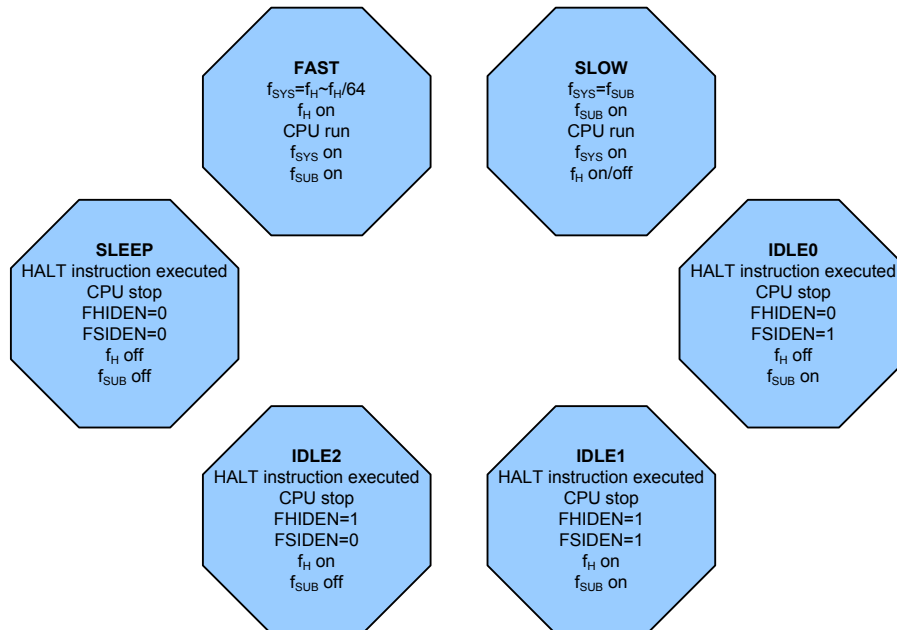 FAST
fSYS=fH~fH/64
fH on
CPU run
fSYS on
fSUB on
SLOW
fSYS=fSUB
fSUB on
CPU run
fSYS on
fH on/off
SLEEP
HALT instruction executed
CPU stop
FHIDEN=0
FSIDEN=0
fH off
fSUB off
IDLE0
HALT instruction executed
CPU stop
FHIDEN=0
FSIDEN=1
fH off
fSUB on
IDLE2
HALT instruction executed
CPU stop
FHIDEN=1
FSIDEN=0
fH on
fSUB off
IDLE1
HALT instruction executed
CPU stop
FHIDEN=1
FSIDEN=1
fH on
fSUB on